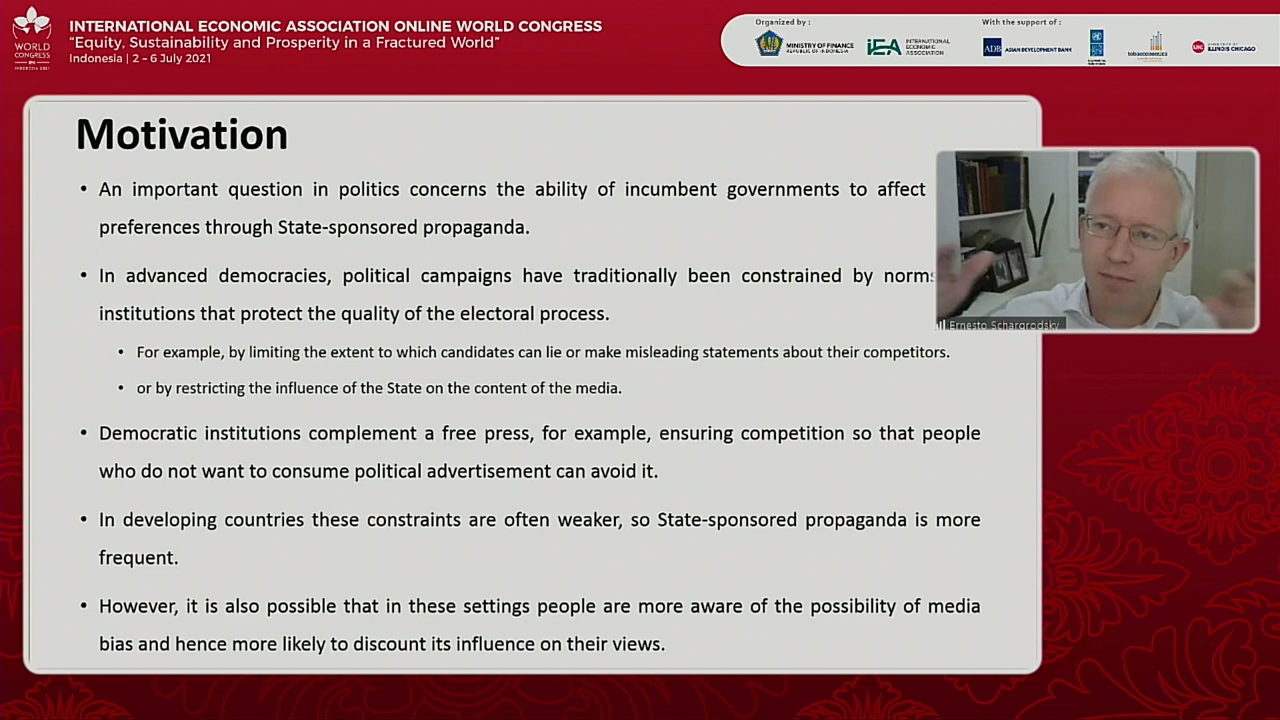 INTERNATIONAL ECONOMIC ASSOCIATION ONLINE WORLD CONGRESS
“Equity, Sustainability and Prosperity in a Fractured World”
Indonesia | 2 - 6 July 2021
WORLD
CONGRESS
Organized by :
MINISTRY OF FINANCE
REPUBLIC OF INDONESIA
iEA
INTERNATIONAL
ECONOMIC
ASSOCIATION
With the support of :
ADB ASIAN DEVELOPMENT BANK
tobacconomics
UIC
ILLINOIS CHICAGO
Motivation
• An important question in politics concerns the ability of incumbent governments to affect
preferences through State-sponsored propaganda.
• In advanced democracies, political campaigns have traditionally been constrained by norms
institutions that protect the quality of the electoral process.
• For example, by limiting the extent to which candidates can lie or make misleading statements about their competitors.
• or by restricting the influence of the State on the content of the media.
• Democratic institutions complement a free press, for example, ensuring competition so that people
who do not want to consume political advertisement can avoid it.
• In developing countries these constraints are often weaker, so State-sponsored propaganda is more
frequent.
• However, it is also possible that in these settings people are more aware of the possibility of media
bias and hence more likely to discount its influence on their views.
Ernesto Schargrodsky